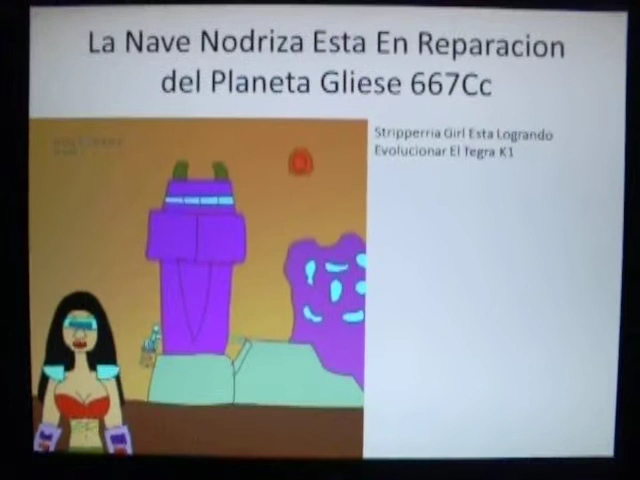 La Nave Nodriza Esta En Reparacion
del Planeta Gliese 667Cc
Stripperria Girl Esta Logrando
Evolucionar El Tegra K1